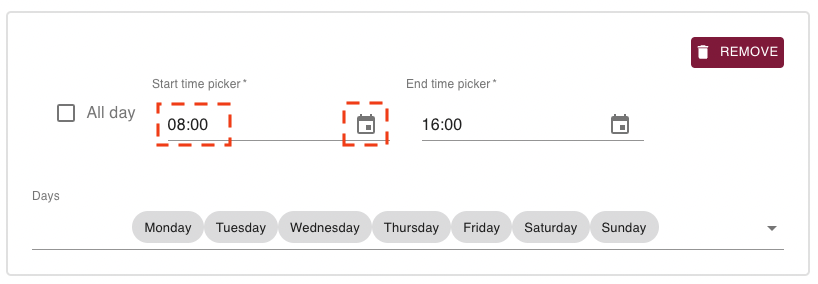 REMOVE
Start time picker *
End time picker *
All day
08:00
16:00
Days
Monday Tuesday Wednesday Thursday Friday Saturday Sunday